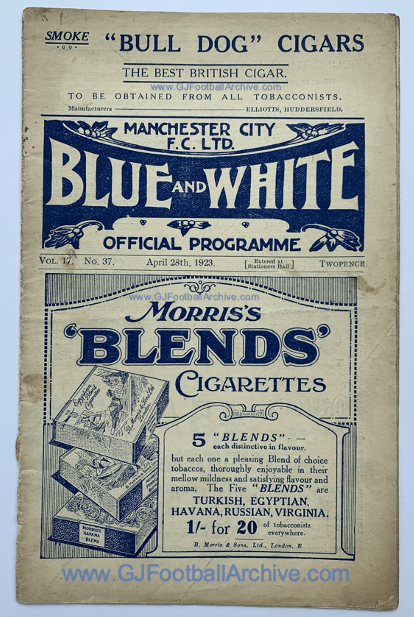 SMOKE "BULL DOG" CIGARS
THE BEST BRITISH CIGAR.
www.GJFootballArchive.com
TO BE OBTAINED FROM ALL TOBACCONISTS.
Manufacturers ELLIOTTS, HUDDERSFIELD.
MANCHESTER CITY
F.C. LTD.
BLUE AND WHITE
OFFICIAL PROGRAMME
VOL. 17. No. 37. April 28th, 1923. [Entered at Stationers Hall] TWOPENCE
www.GJFootballArchive.com
MORRIS'S
'BLENDS'
CIGARETTES
5 "BLENDS" —
each distinctive in flavour.
but each one a pleasing Blend of choice
tobaccos, thoroughly enjoyable in their
mellow mildness and satisfying flavour and
aroma. The Five "BLENDS" are
TURKISH, EGYPTIAN,
HAVANA, RUSSIAN, VIRGINIA.
1/- for 20 of tobacconists everywhere.
B. Morris & Sons, Ltd., London, E
MORRIS'S
HAVANA
BLEND
www.GJFootballArchive.com